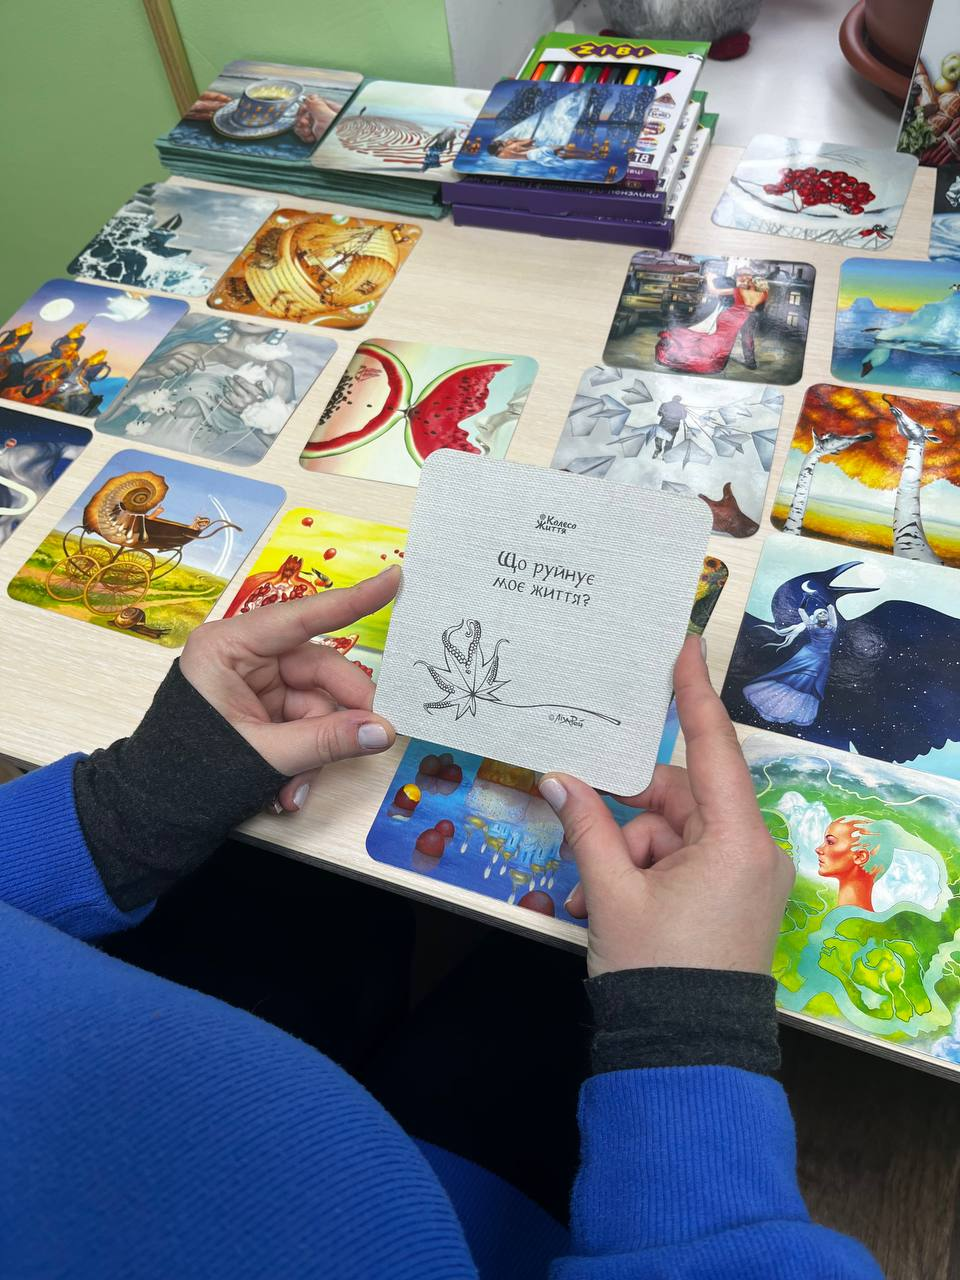 ZiBi
18
© Колесо
Життя
Що руйнує
моє життя?